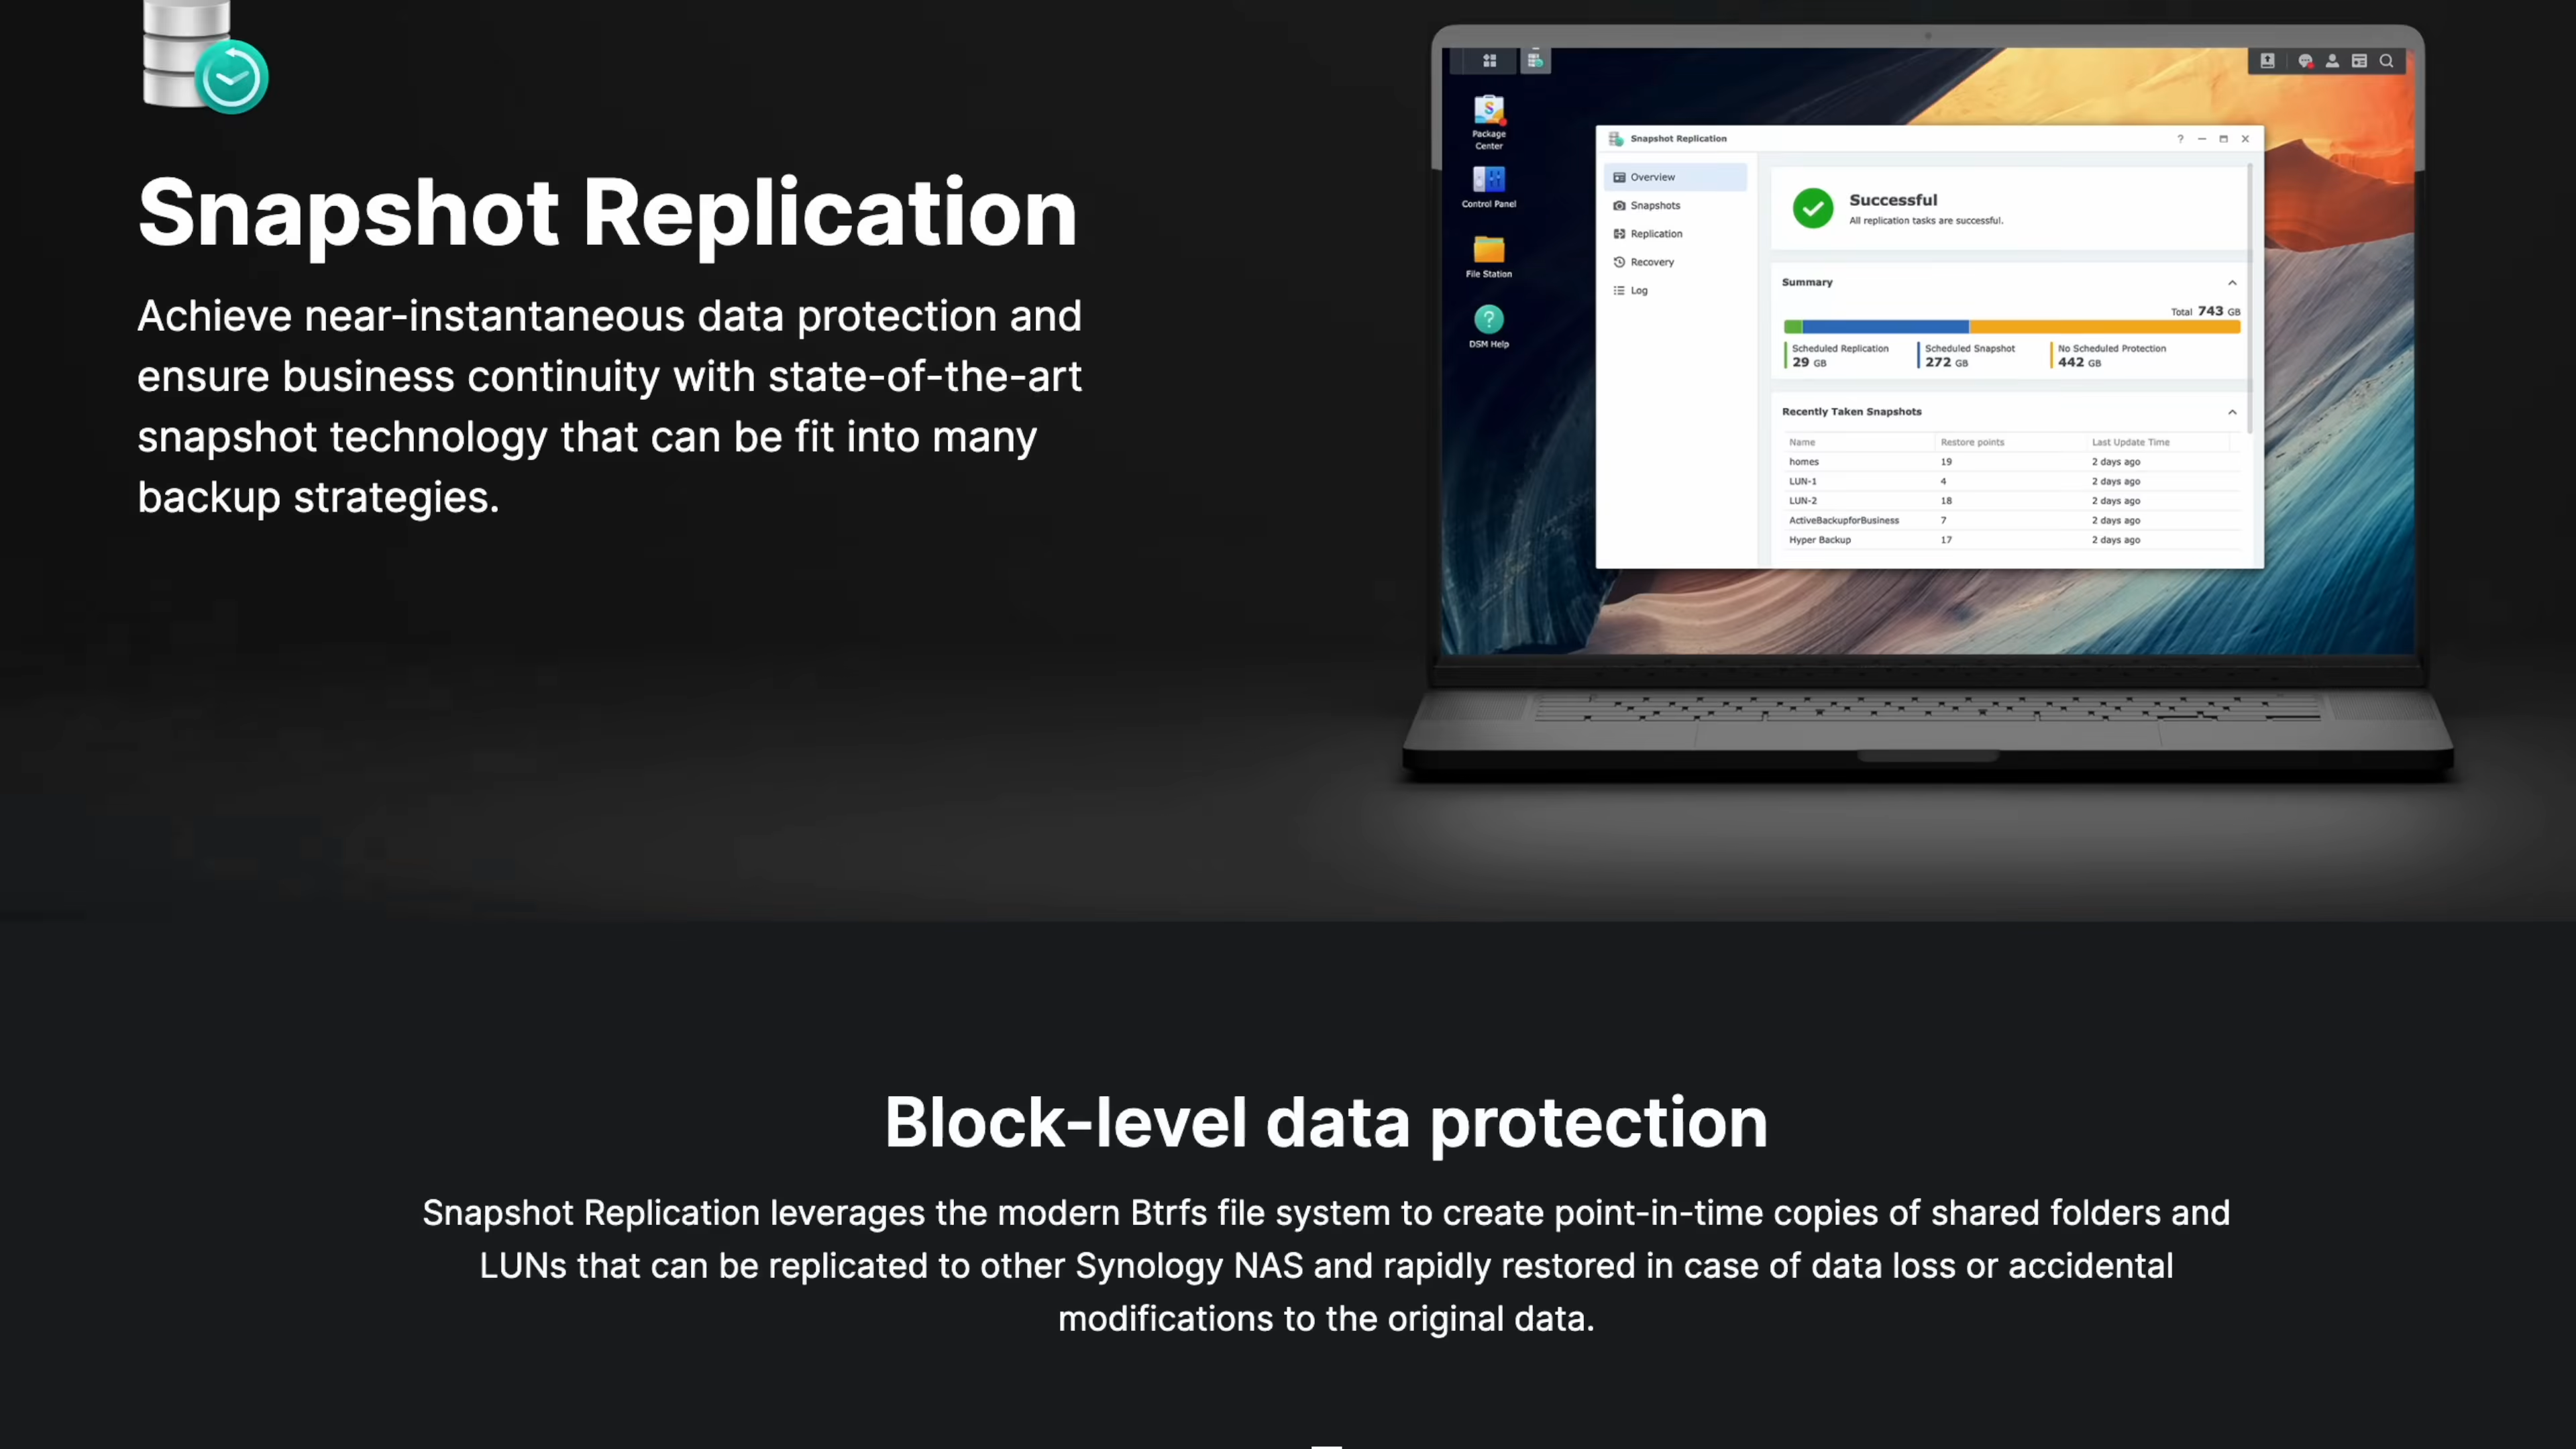 Snapshot Replication
Achieve near-instantaneous data protection and
ensure business continuity with state-of-the-art
snapshot technology that can be fit into many
backup strategies.
Package
Center
Control Panel
File Station
DSM Help
Snapshot Replication
Overview
Snapshots
Replication
Recovery
Log
Successful
All replication tasks are successful.
Summary
Total 743 GB
Scheduled Replication
29 GB
Scheduled Snapshot
272 GB
No Scheduled Protection
442 GB
Recently Taken Snapshots
Name Restore points Last Update Time
homes 19 2 days ago
LUN-1 4 2 days ago
LUN-2 18 2 days ago
ActiveBackupforBusiness 7 2 days ago
Hyper Backup 17 2 days ago
Block-level data protection
Snapshot Replication leverages the modern Btrfs file system to create point-in-time copies of shared folders and
LUNs that can be replicated to other Synology NAS and rapidly restored in case of data loss or accidental
modifications to the original data.